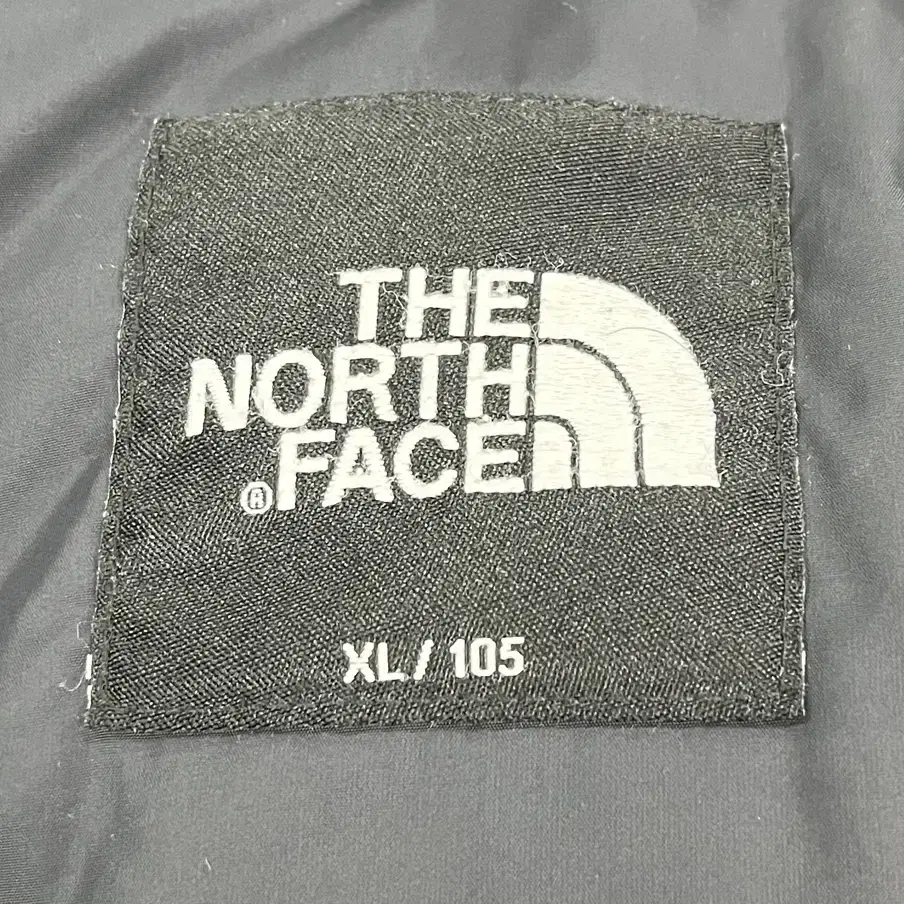 THE
NORTH
FACE
®
XL / 105